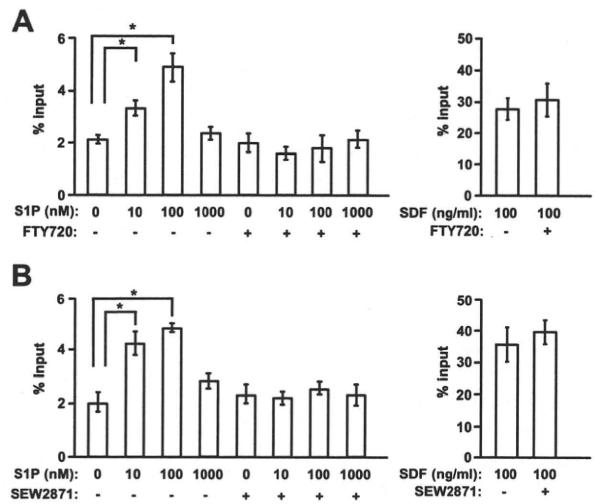 A
6
4
2
0
% input
* *
S1P (nM): 0 10 100 1000 0 10 100 1000
FTY720: - - - - + + + +
50
40
30
20
10
0
% input
SDF (ng/ml): 100 100
FTY720: - +
B
6
4
2
0
% input
* *
S1P (nM): 0 10 100 1000 0 10 100 1000
SEW2871: - - - - + + + +
50
40
30
20
10
0
% input
SDF (ng/ml): 100 100
SEW2871: - +